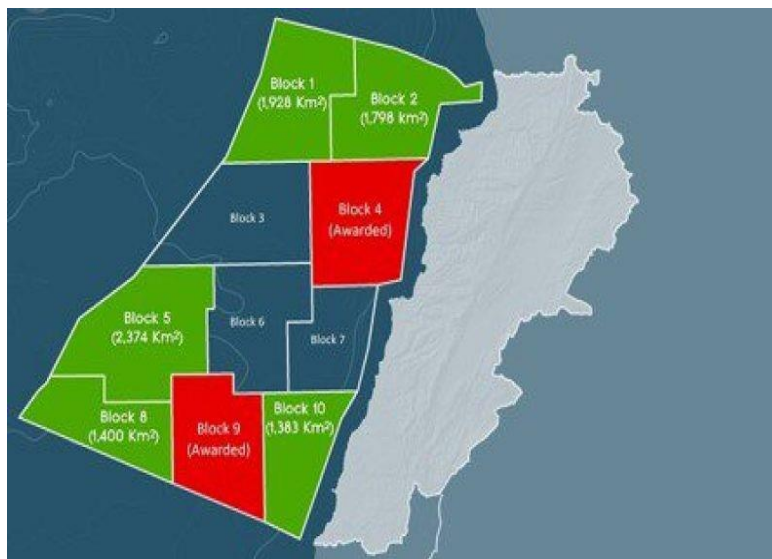 Block 1
(1,928 Km²)
Block 2
(1,798 km²)
Block 3
Block 4
(Awarded)
Block 5
(2,374 Km²)
Block 6
Block 7
Block 8
(1,400 Km²)
Block 9
(Awarded)
Block 10
(1,383 Km²)